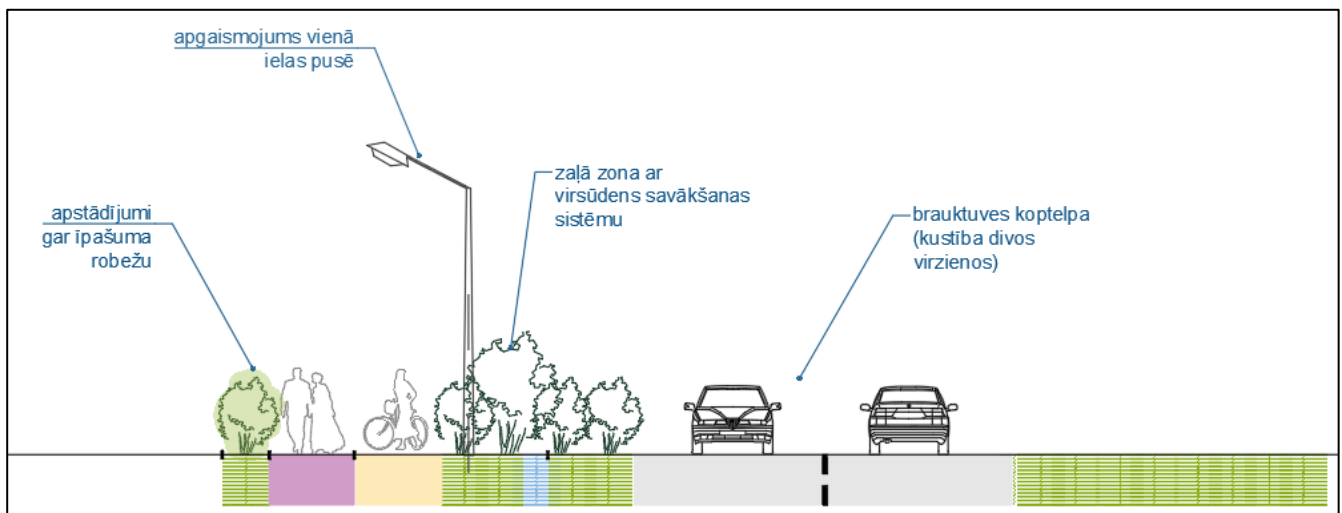 apgaismojums vienā
ielas pusē
zaļā zona ar
virsūdens savākšanas
sistēmu
apstādījumi
gar īpašuma
robežu
brauktuves koptelpa
(kustība divos
virzienos)